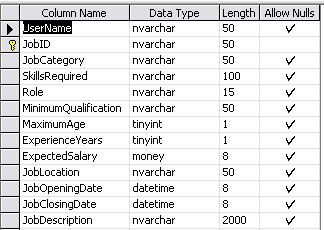 Column Name Data Type Length Allow Nulls
UserName nvarchar 50 ✓
JobID nvarchar 50
JobCategory nvarchar 50 ✓
SkillsRequired nvarchar 100 ✓
Role nvarchar 15 ✓
MinimumQualification nvarchar 50 ✓
MaximumAge tinyint 1 ✓
ExperienceYears tinyint 1 ✓
ExpectedSalary money 8 ✓
JobLocation nvarchar 50 ✓
JobOpeningDate datetime 8 ✓
JobClosingDate datetime 8 ✓
JobDescription nvarchar 2000 ✓